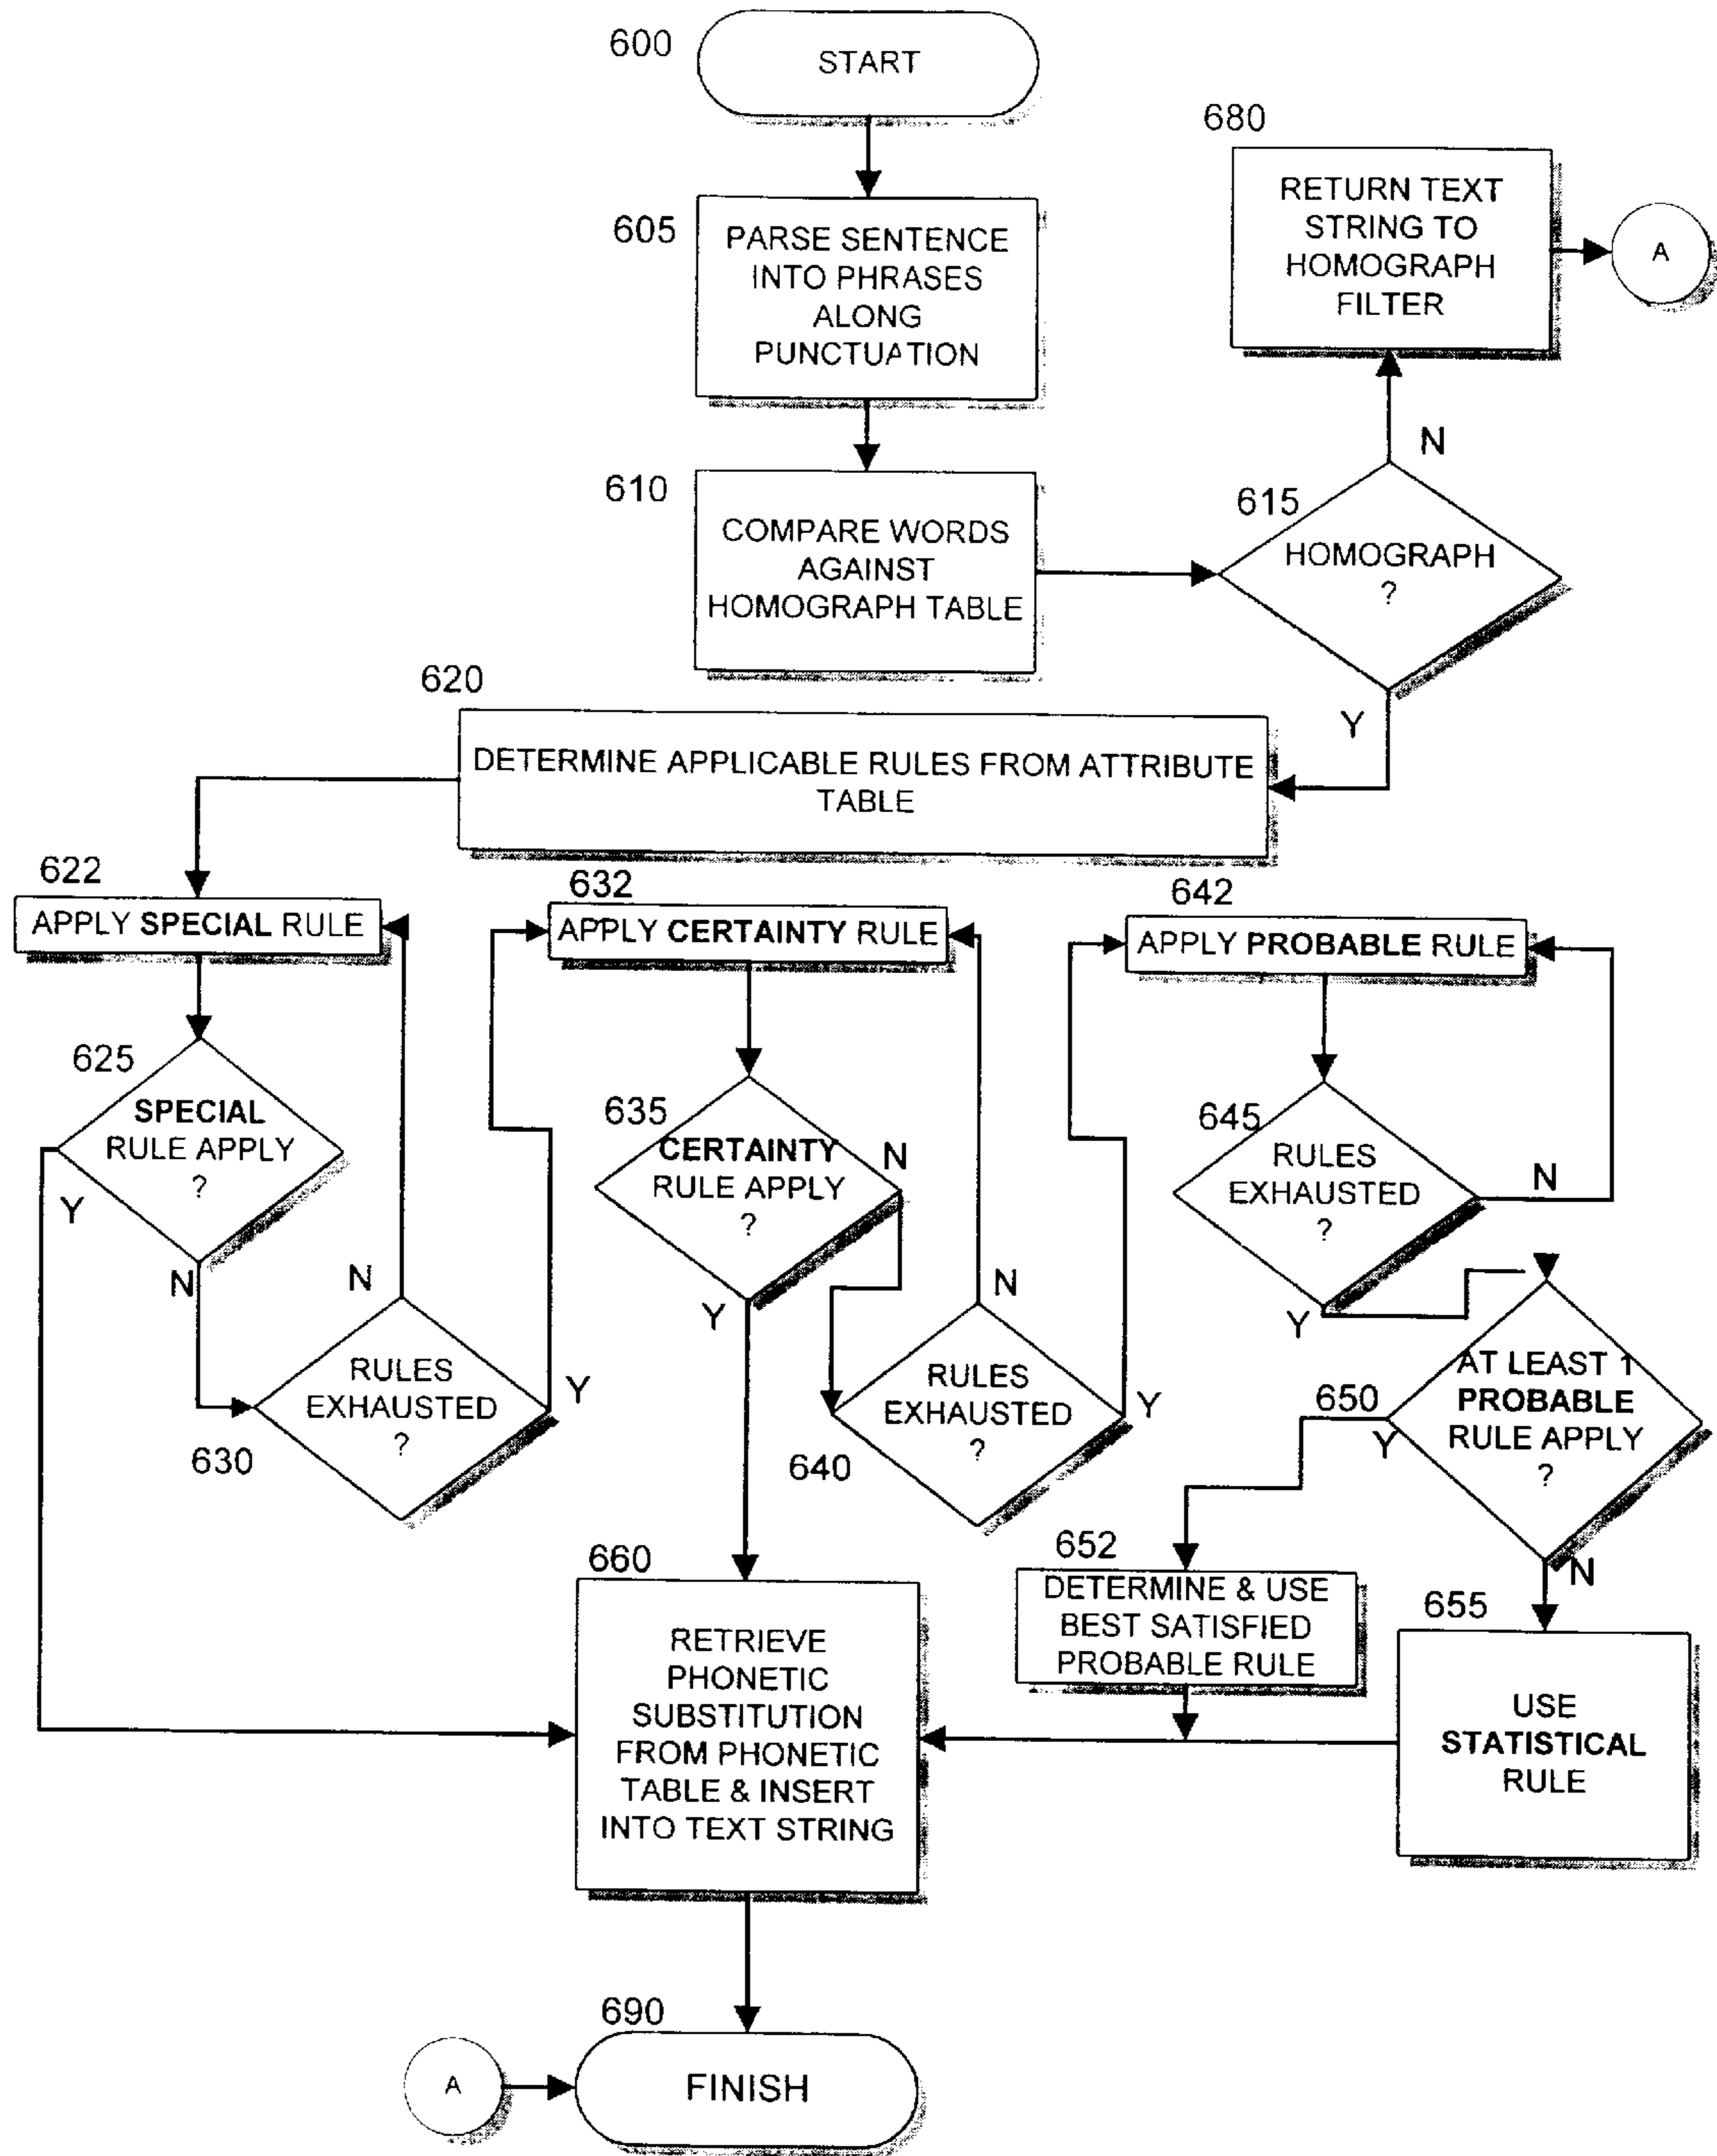 600
START
680
RETURN TEXT
STRING TO
HOMOGRAPH
FILTER
A
605
PARSE SENTENCE
INTO PHRASES
ALONG
PUNCTUATION
610
COMPARE WORDS
AGAINST
HOMOGRAPH TABLE
N
615
HOMOGRAPH
?
Y
620
DETERMINE APPLICABLE RULES FROM ATTRIBUTE
TABLE
622
APPLY SPECIAL RULE
632
APPLY CERTAINTY RULE
642
APPLY PROBABLE RULE
625
SPECIAL
RULE APPLY
?
Y
N
N
RULES
EXHAUSTED
?
Y
630
635
CERTAINTY
RULE APPLY
?
N
Y
N
RULES
EXHAUSTED
?
Y
640
645
RULES
EXHAUSTED
?
N
Y
AT LEAST 1
PROBABLE
RULE APPLY
?
650
Y
N
652
DETERMINE & USE
BEST SATISFIED
PROBABLE RULE
655
USE
STATISTICAL
RULE
660
RETRIEVE
PHONETIC
SUBSTITUTION
FROM PHONETIC
TABLE & INSERT
INTO TEXT STRING
690
A
FINISH